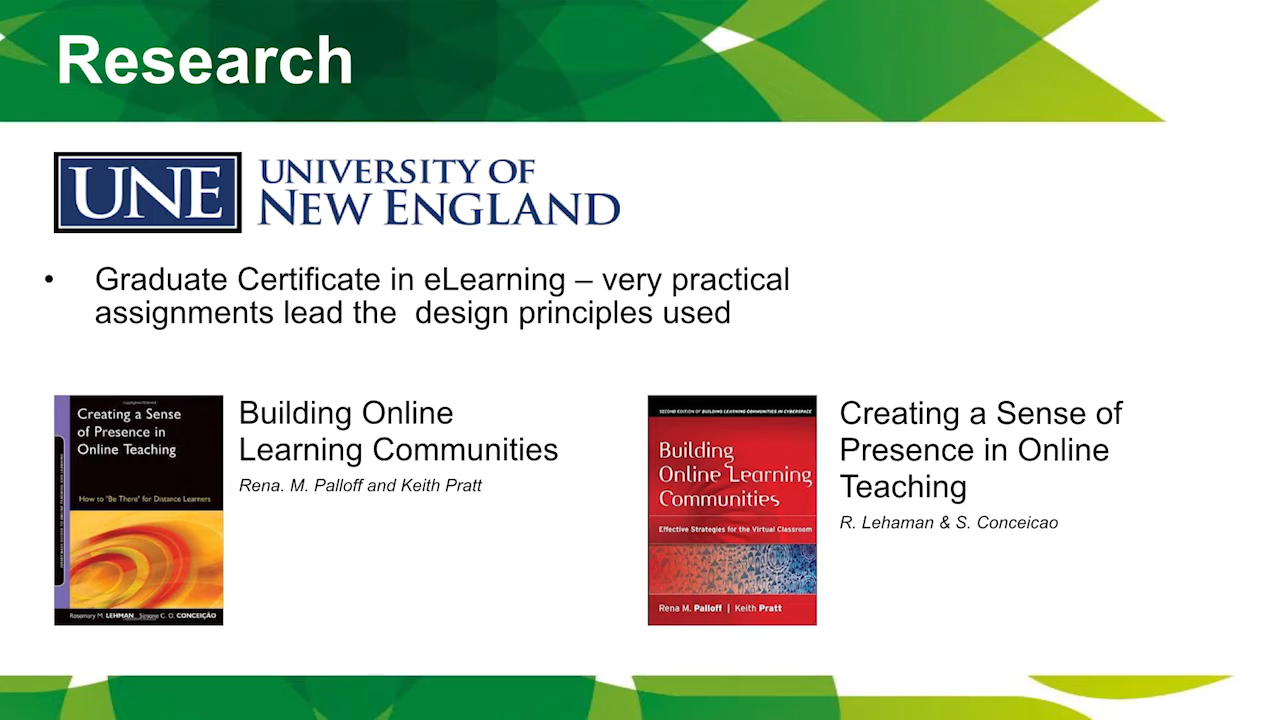 Research
UNE
UNIVERSITY OF
NEW ENGLAND
• Graduate Certificate in eLearning – very practical
assignments lead the  design principles used
Creating a Sense
of Presence in
Online Teaching
How to "Be There" for Distance Learners
Rosemary M. LEHMAN Simone C. O. CONCEIÇÃO
Building Online
Learning Communities
Rena. M. Palloff and Keith Pratt
SECOND EDITION OF BUILDING LEARNING COMMUNITIES IN CYBERSPACE
Building
Online Learning
Communities
Effective Strategies for the Virtual Classroom
Rena M. Palloff | Keith Pratt
Creating a Sense of
Presence in Online
Teaching
R. Lehaman & S. Conceicao